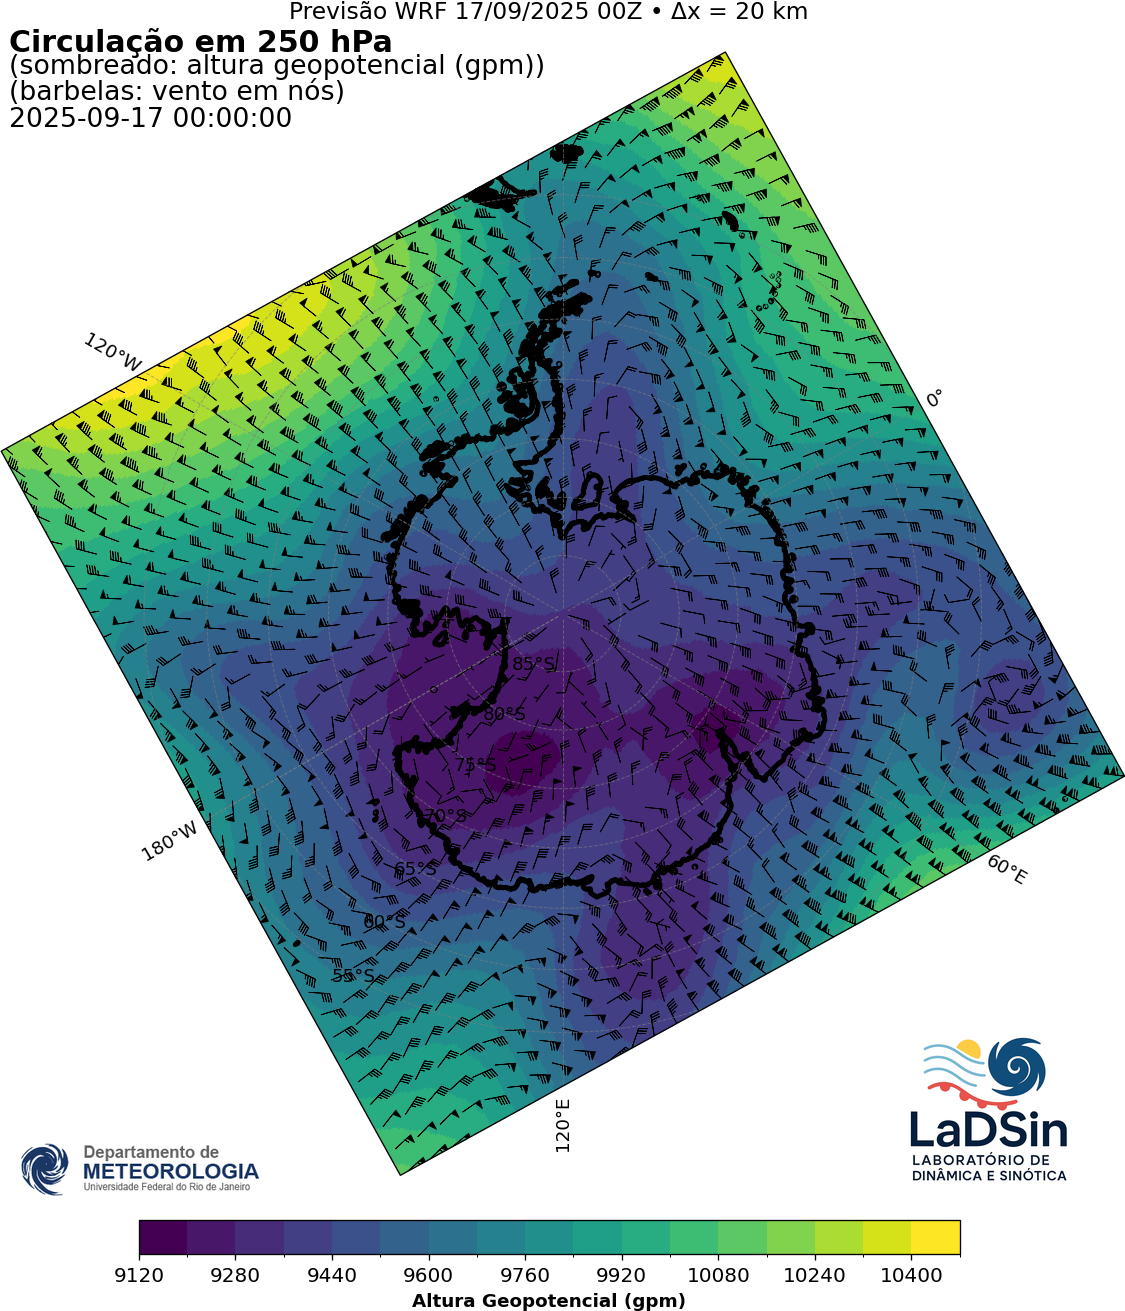 Previsão WRF 17/09/2025 00Z • Δx = 20 km
Circulação em 250 hPa
(sombreado: altura geopotencial (gpm))
(barbelas: vento em nós)
2025-09-17 00:00:00
120°W
0°
85°S
80°S
75°S
70°S
180°W
65°S
60°E
60°S
55°S
120°E
LaDSin
LABORATÓRIO DE
DINÂMICA E SINÓTICA
Departamento de
METEOROLOGIA
Universidade Federal do Rio de Janeiro
9120 9280 9440 9600 9760 9920 10080 10240 10400
Altura Geopotencial (gpm)